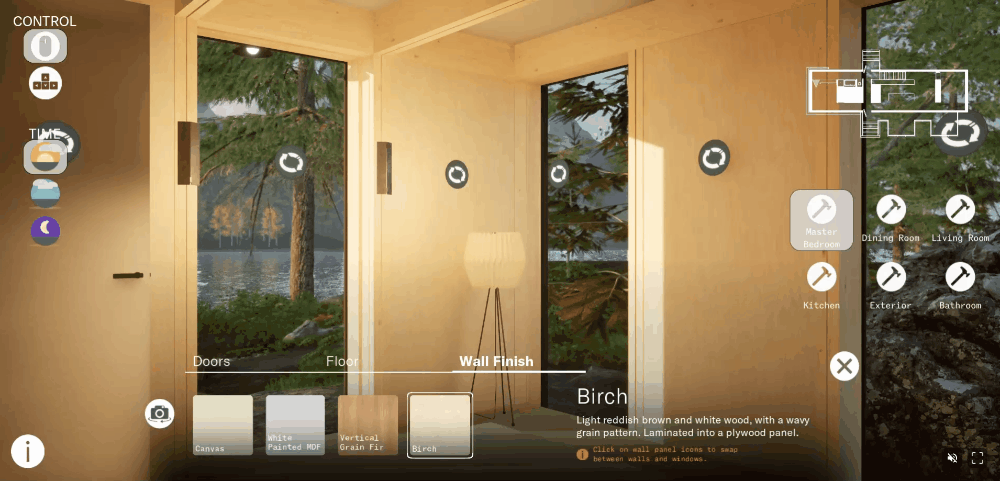 CONTROL
TIME
Master
Bedroom
Dining Room
Living Room
Kitchen
Exterior
Bathroom
Doors
Floor
Wall Finish
Canvas
White
Painted MDF
Vertical
Grain Fir
Birch
Birch
Light reddish brown and white wood, with a wavy
grain pattern. Laminated into a plywood panel.
Click on wall panel icons to swap
between walls and windows.